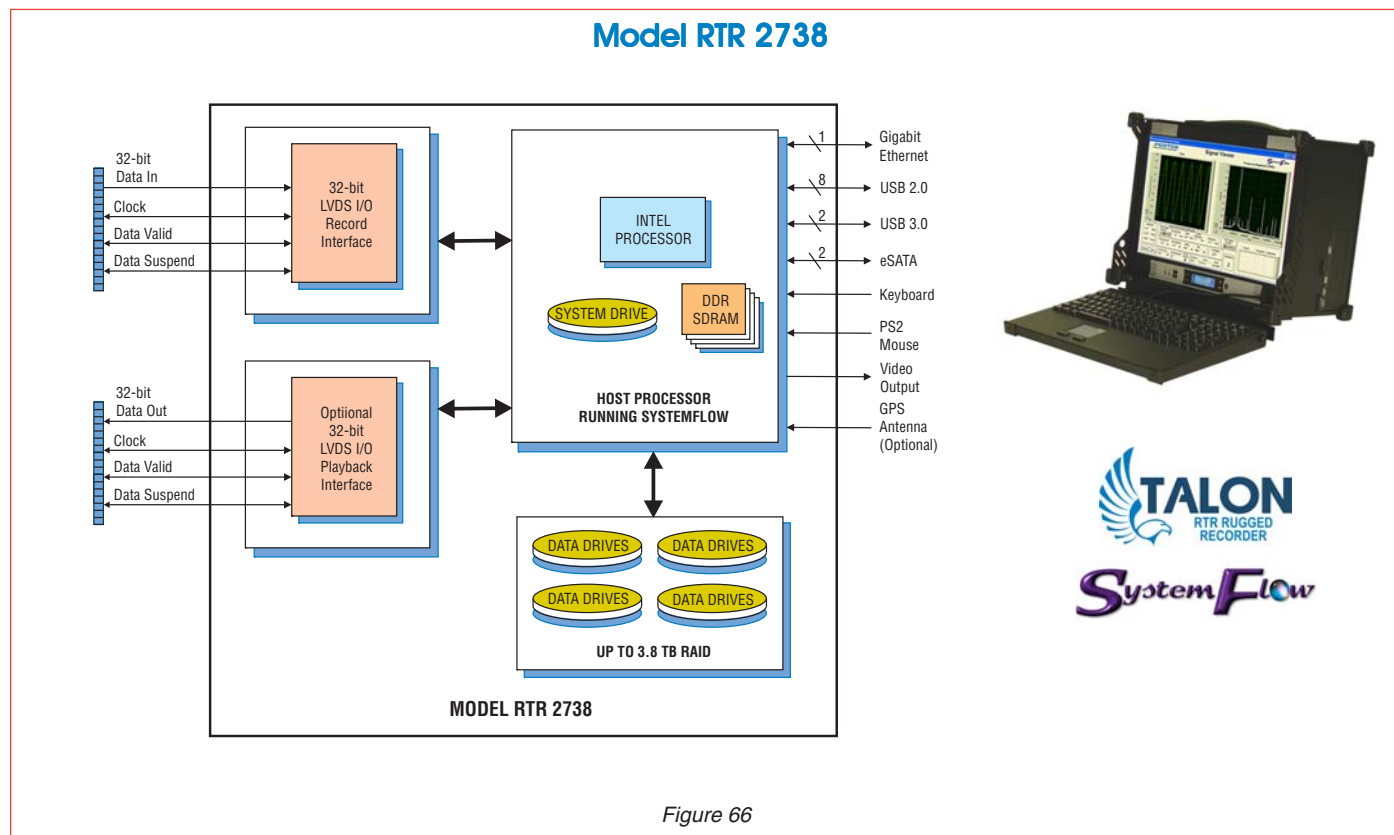 Model RTR 2738
32-bit
Data In
Clock
Data Valid
Data Suspend
32-bit
LVDS I/O
Record
Interface
32-bit
Data Out
Clock
Data Valid
Data Suspend
Optiional
32-bit
LVDS I/O
Playback
Interface
INTEL
PROCESSOR
SYSTEM DRIVE
DDR
SDRAM
HOST PROCESSOR
RUNNING SYSTEMFLOW
1
Gigabit
Ethernet
8
USB 2.0
2
USB 3.0
2
eSATA
Keyboard
PS2
Mouse
Video
Output
GPS
Antenna
(Optional)
DATA DRIVES
DATA DRIVES
DATA DRIVES
DATA DRIVES
UP TO 3.8 TB RAID
MODEL RTR 2738
PENTEK
Signal Viewer
SystemFlow
TALON
RTR RUGGED
RECORDER
SystemFlow
Figure 66